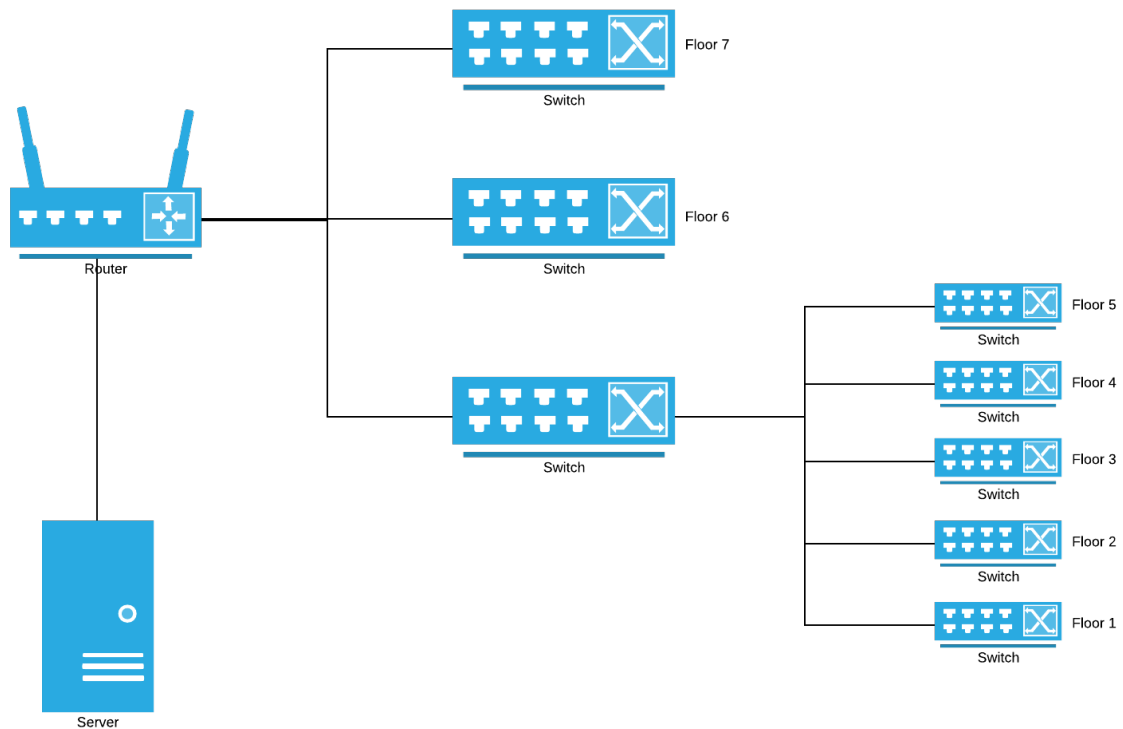 Floor 7
Switch
Router
Floor 6
Switch
Floor 5
Switch
Floor 4
Switch
Switch
Floor 3
Switch
Floor 2
Switch
Floor 1
Switch
Server